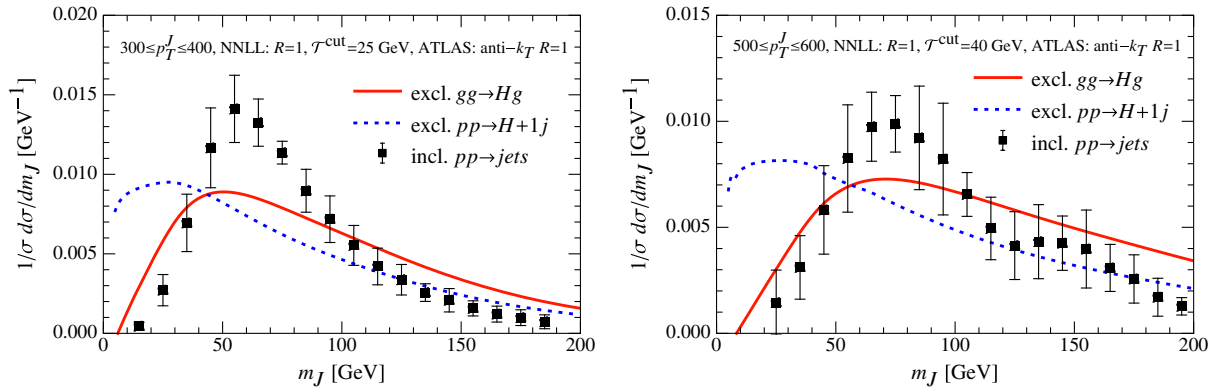 300≤p_T^J≤400, NNLL: R=1, 𝒯^cut=25 GeV, ATLAS: anti−k_T R=1
excl. gg→Hg
excl. pp→H+1j
incl. pp→jets
1/σ dσ/dm_J [GeV^−1]
0.020
0.015
0.010
0.005
0.000
0 50 100 150 200
m_J [GeV]
500≤p_T^J≤600, NNLL: R=1, 𝒯^cut=40 GeV, ATLAS: anti−k_T R=1
excl. gg→Hg
excl. pp→H+1j
incl. pp→jets
1/σ dσ/dm_J [GeV^−1]
0.015
0.010
0.005
0.000
0 50 100 150 200
m_J [GeV]